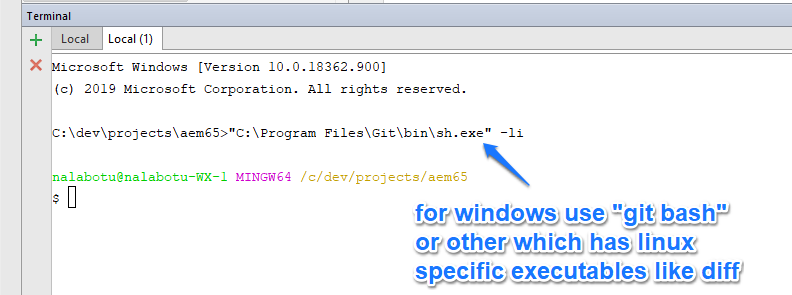 Terminal
Local
Local (1)
Microsoft Windows [Version 10.0.18362.900]
(c) 2019 Microsoft Corporation. All rights reserved.
C:\dev\projects\aem65>"C:\Program Files\Git\bin\sh.exe" -li
nalabotu@nalabotu-WX-1 MINGW64 /c/dev/projects/aem65
$
for windows use "git bash"
or other which has linux
specific executables like diff